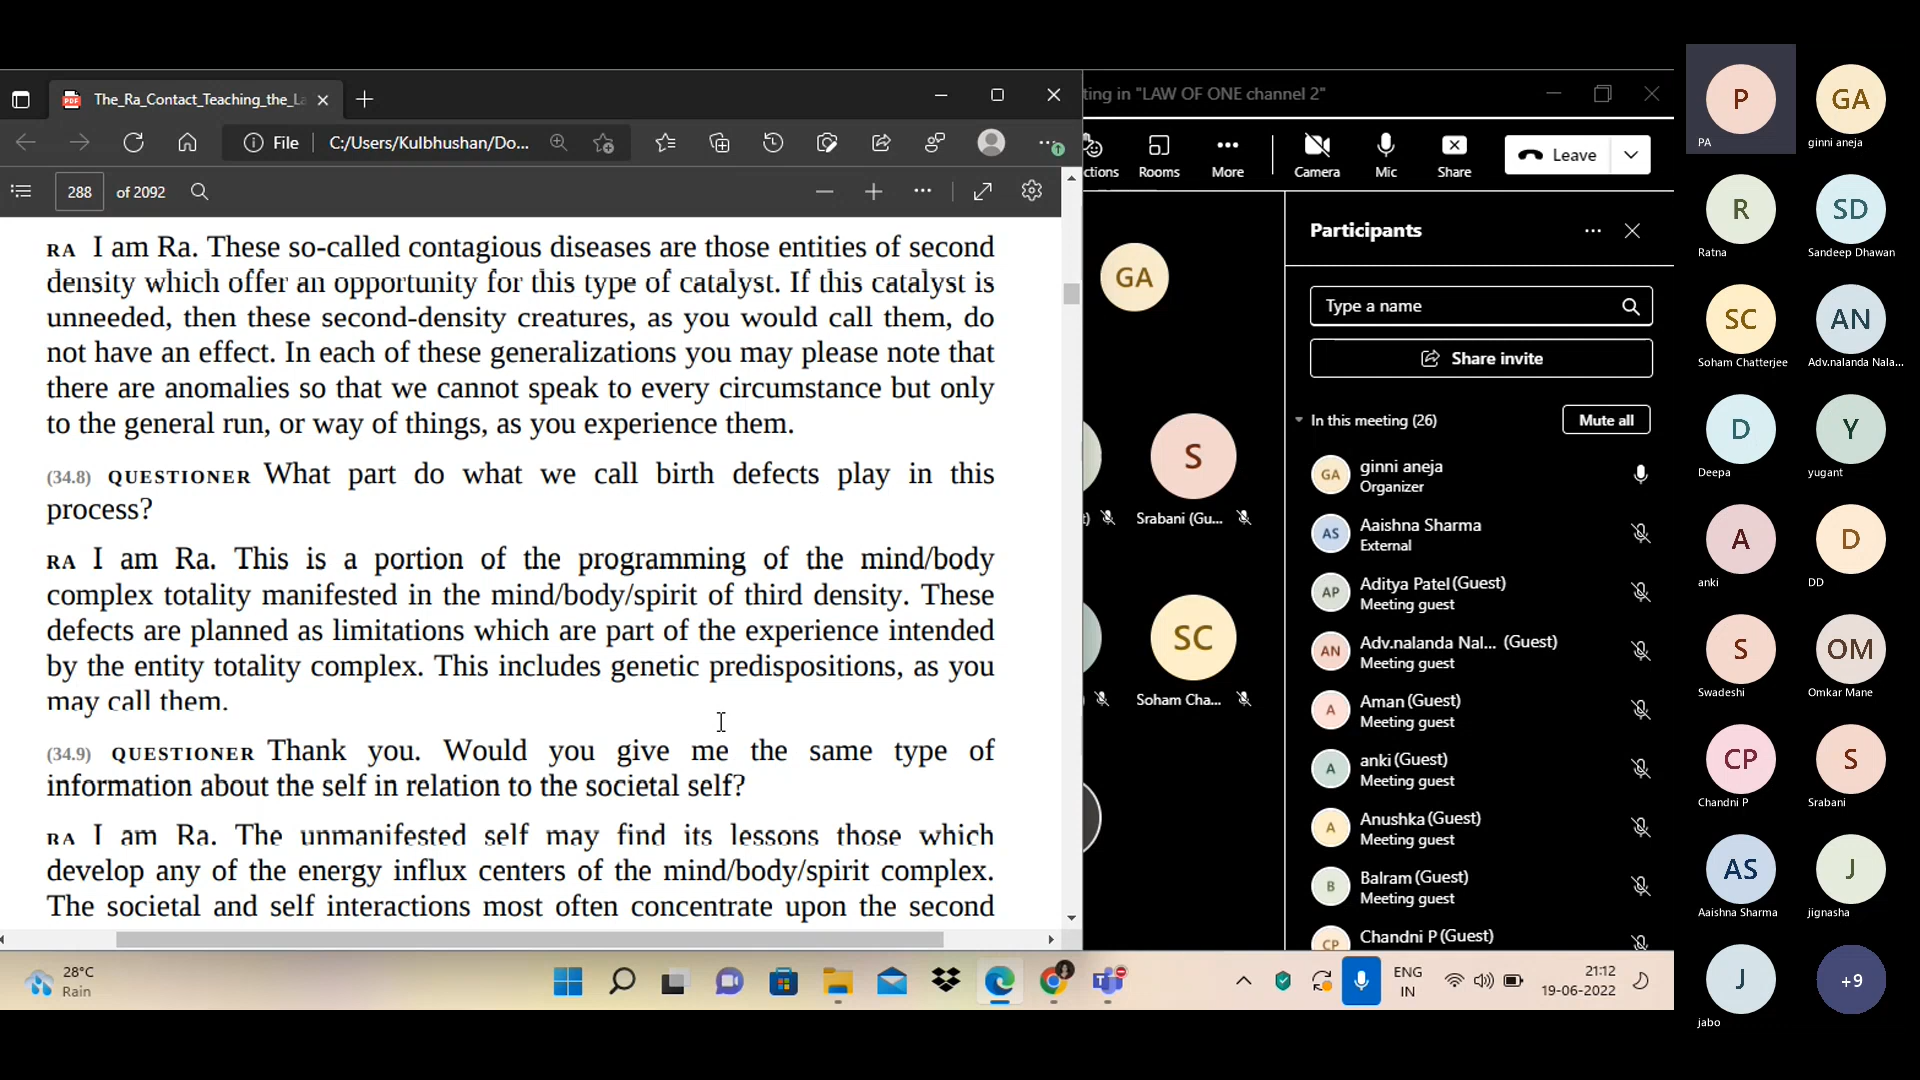 The_Ra_Contact_Teaching_the_La
ting in "LAW OF ONE channel 2"
File
C:/Users/Kulbhushan/Do...
288
of 2092
RA I am Ra. These so-called contagious diseases are those entities of second
density which offer an opportunity for this type of catalyst. If this catalyst is
unneeded, then these second-density creatures, as you would call them, do
not have an effect. In each of these generalizations you may please note that
there are anomalies so that we cannot speak to every circumstance but only
to the general run, or way of things, as you experience them.
(34.8) QUESTIONER What part do what we call birth defects play in this
process?
RA I am Ra. This is a portion of the programming of the mind/body
complex totality manifested in the mind/body/spirit of third density. These
defects are planned as limitations which are part of the experience intended
by the entity totality complex. This includes genetic predispositions, as you
may call them.
(34.9) QUESTIONER Thank you. Would you give me the same type of
information about the self in relation to the societal self?
RA I am Ra. The unmanifested self may find its lessons those which
develop any of the energy influx centers of the mind/body/spirit complex.
The societal and self interactions most often concentrate upon the second
ctions
Rooms
More
Camera
Mic
Share
Leave
GA
S
t)
Srabani (Gu...
SC
)
Soham Cha...
Participants
Type a name
Share invite
In this meeting (26)
Mute all
GA
ginni aneja
Organizer
AS
Aaishna Sharma
External
AP
Aditya Patel (Guest)
Meeting guest
AN
Adv.nalanda Nal... (Guest)
Meeting guest
A
Aman (Guest)
Meeting guest
A
anki (Guest)
Meeting guest
A
Anushka (Guest)
Meeting guest
B
Balram (Guest)
Meeting guest
CP
Chandni P (Guest)
P
PA
GA
ginni aneja
R
Ratna
SD
Sandeep Dhawan
SC
Soham Chatterjee
AN
Adv.nalanda Nala...
D
Deepa
Y
yugant
A
anki
D
DD
S
Swadeshi
OM
Omkar Mane
CP
Chandni P
S
Srabani
AS
Aaishna Sharma
J
jignasha
J
jabo
+9
28°C
Rain
ENG
IN
21:12
19-06-2022